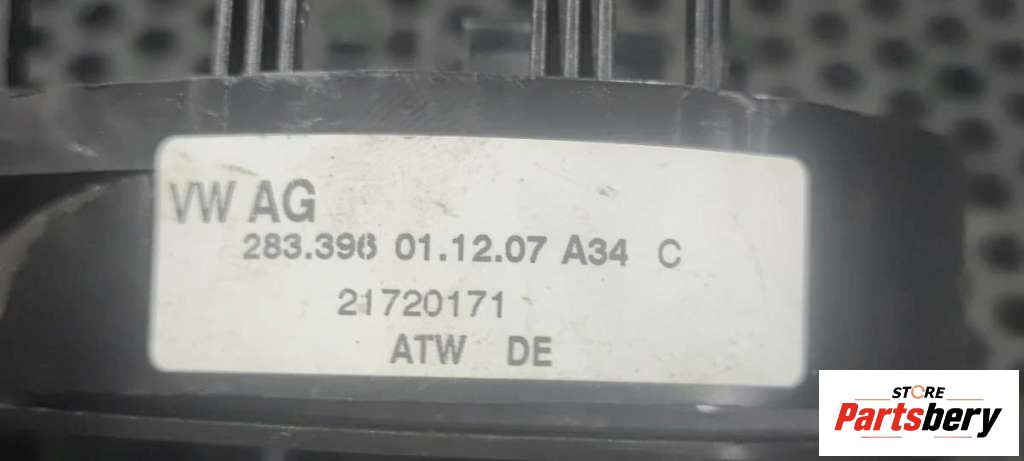 VW AG
283.396 01.12.07 A34 C
21720171
ATW DE
STORE
Partsbery